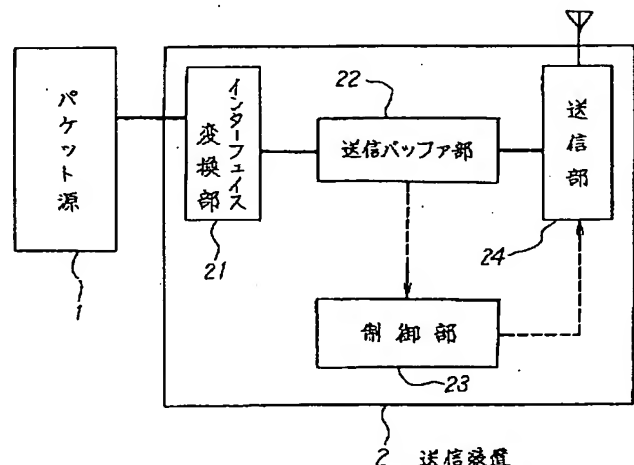 パケット源
1
インターフェイス
変換部
21
22
送信バッファ部
送信部
24
制御部
23
2 送信装置